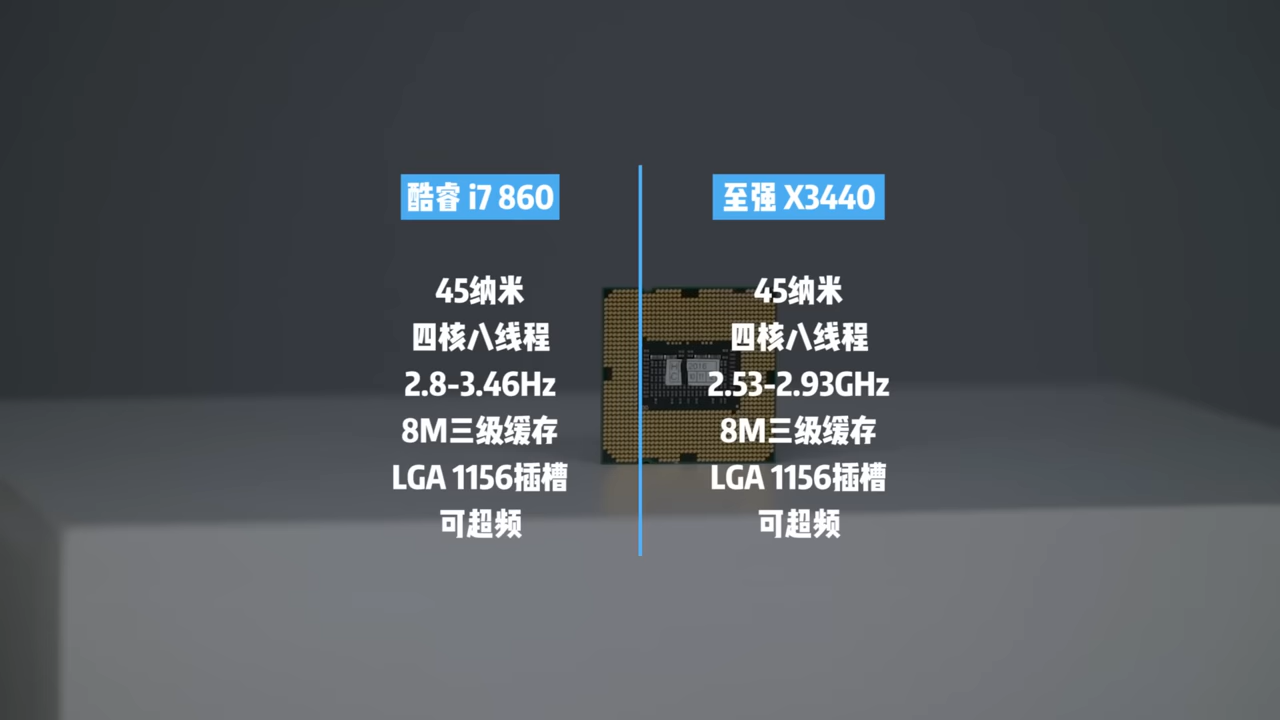 酷睿 i7 860
45纳米
四核八线程
2.8-3.46Hz
8M三级缓存
LGA 1156插槽
可超频
至强 X3440
45纳米
四核八线程
2.53-2.93GHz
8M三级缓存
LGA 1156插槽
可超频